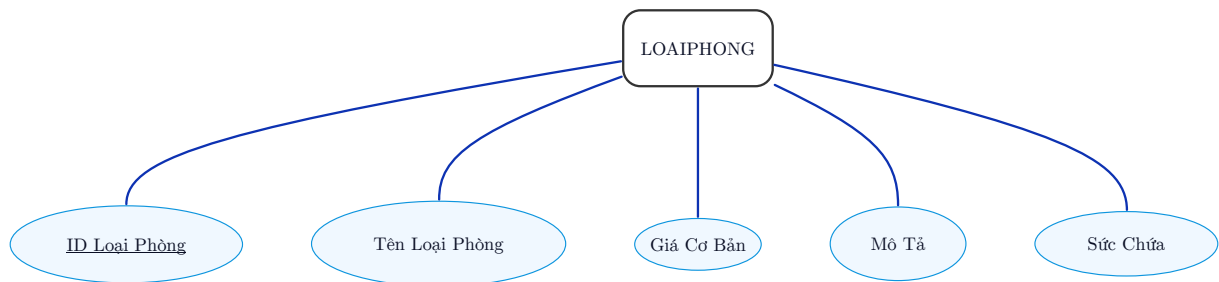 LOAIPHONG
ID Loại Phòng
Tên Loại Phòng
Giá Cơ Bản
Mô Tả
Sức Chứa